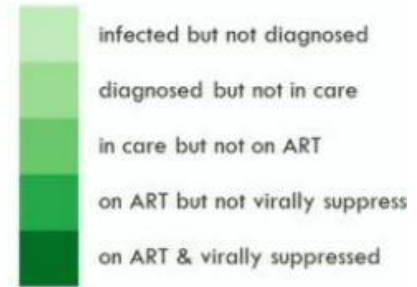 infected but not diagnosed
diagnosed but not in care
in care but not on ART
on ART but not virally suppress
on ART & virally suppressed